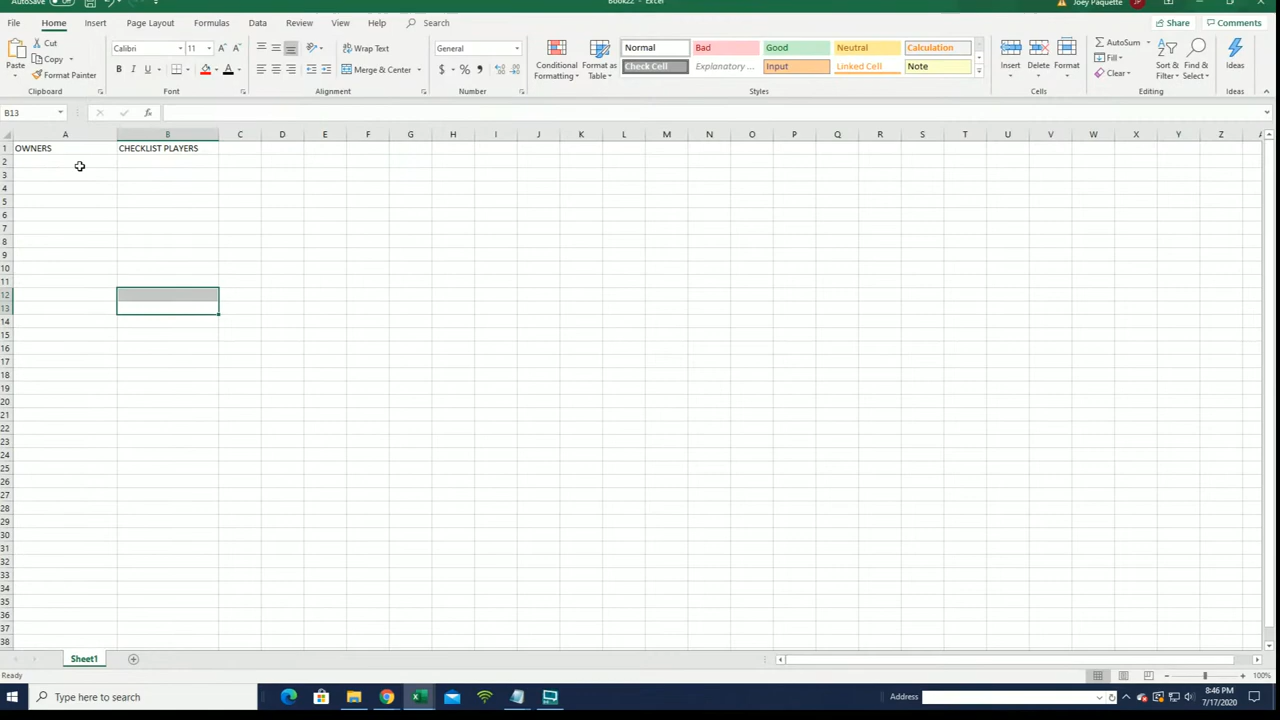 AutoSave Off Book22 - Excel Joey Paquette
File Home Insert Page Layout Formulas Data Review View Help Search Share Comments
Paste Cut Copy Format Painter Clipboard
Calibri 11 B I U A A A Font
Wrap Text Merge & Center Alignment
General $ % Number
Conditional Formatting Format as Table
Normal Bad Good Neutral Calculation
Check Cell Explanatory ... Input Linked Cell Note
Styles
Insert Delete Format Cells
AutoSum Fill Clear Sort & Filter Find & Select Editing
Ideas Ideas
B13 fx
A B C D E F G H I J K L M N O P Q R S T U V W X Y Z
1 OWNERS CHECKLIST PLAYERS
2
3
4
5
6
7
8
9
10
11
12
13
14
15
16
17
18
19
20
21
22
23
24
25
26
27
28
29
30
31
32
33
34
35
36
37
38
Sheet1
Ready 100%
Type here to search Address 8:46 PM
7/17/2020